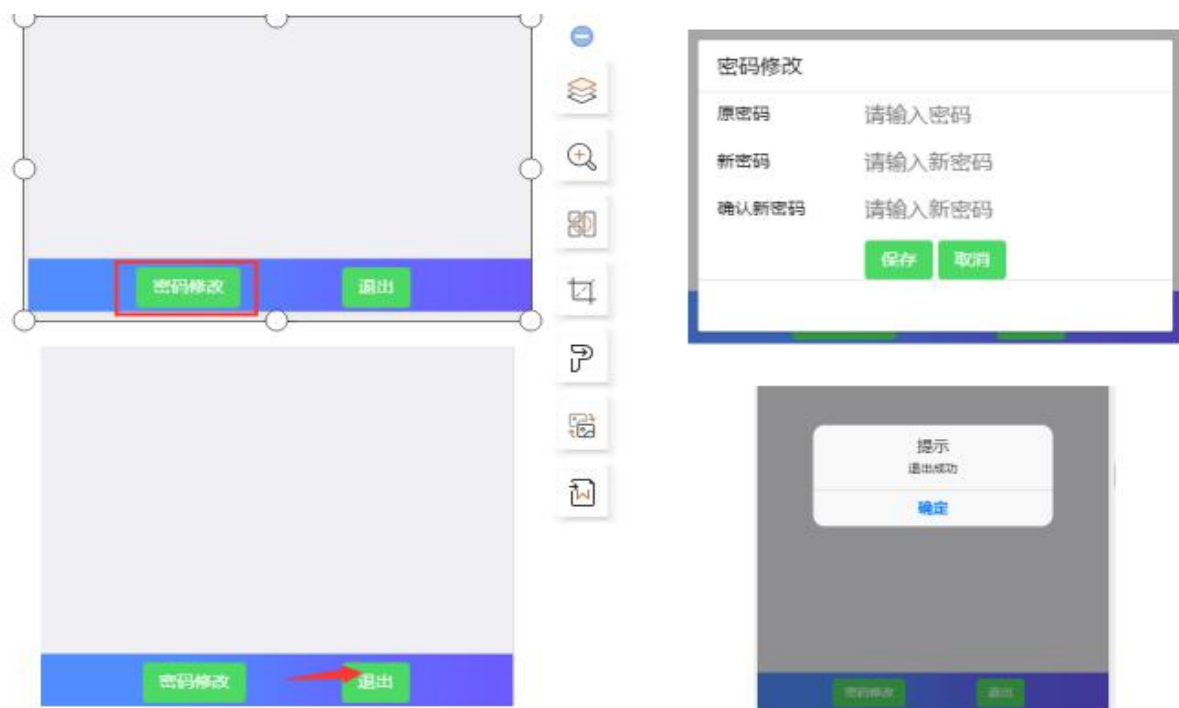 密码修改
退出
密码修改
退出
密码修改
原密码 请输入密码
新密码 请输入新密码
确认新密码 请输入新密码
保存 取消
提示
退出成功
确定
密码修改
退出